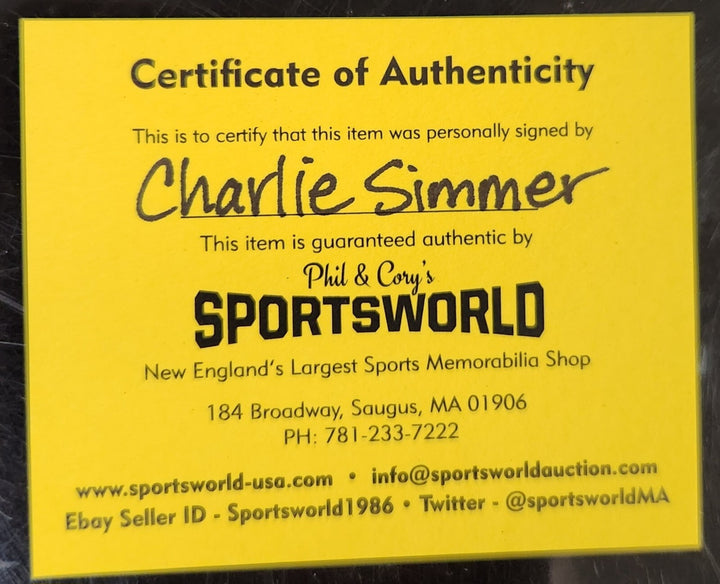 Certificate of Authenticity
This is to certify that this item was personally signed by
Charlie Simmer
This item is guaranteed authentic by
Phil & Cory's
SPORTSWORLD
New England's Largest Sports Memorabilia Shop
184 Broadway, Saugus, MA 01906
PH: 781-233-7222
www.sportsworld-usa.com • info@sportsworldauction.com
Ebay Seller ID - Sportsworld1986 • Twitter - @sportsworldMA